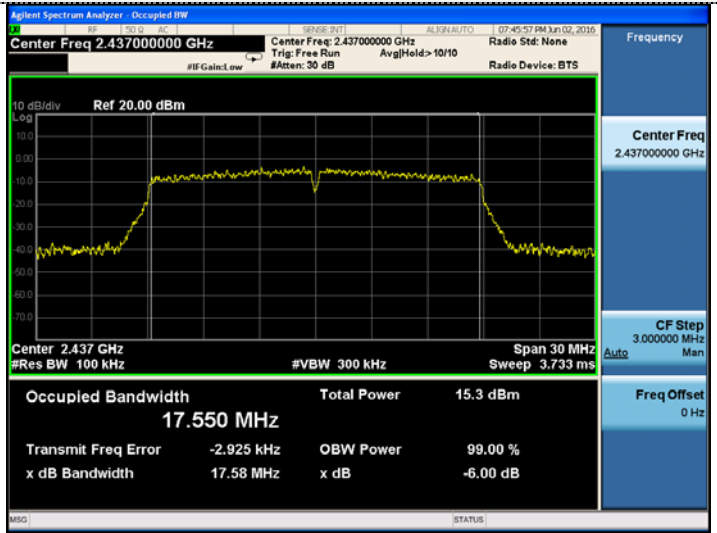 Agilent Spectrum Analyzer - Occupied BW
RF 50 Ω AC SENSE:INT ALIGN AUTO 07:45:57 PM Jun 02, 2016
Center Freq 2.437000000 GHz
Center Freq: 2.437000000 GHz
Radio Std: None
Trig: Free Run Avg|Hold:> 10/10
#IFGain:Low
#Atten: 30 dB
Radio Device: BTS
10 dB/div Ref 20.00 dBm
Log
10.0
0.00
-10.0
-20.0
-30.0
-40.0
-50.0
-60.0
-70.0
Center 2.437 GHz Span 30 MHz
#Res BW 100 kHz #VBW 300 kHz Sweep 3.733 ms
Occupied Bandwidth Total Power 15.3 dBm
17.550 MHz
Transmit Freq Error -2.925 kHz OBW Power 99.00 %
x dB Bandwidth 17.58 MHz x dB -6.00 dB
MSG STATUS
Frequency
Center Freq
2.437000000 GHz
CF Step
3.000000 MHz
Auto Man
Freq Offset
0 Hz